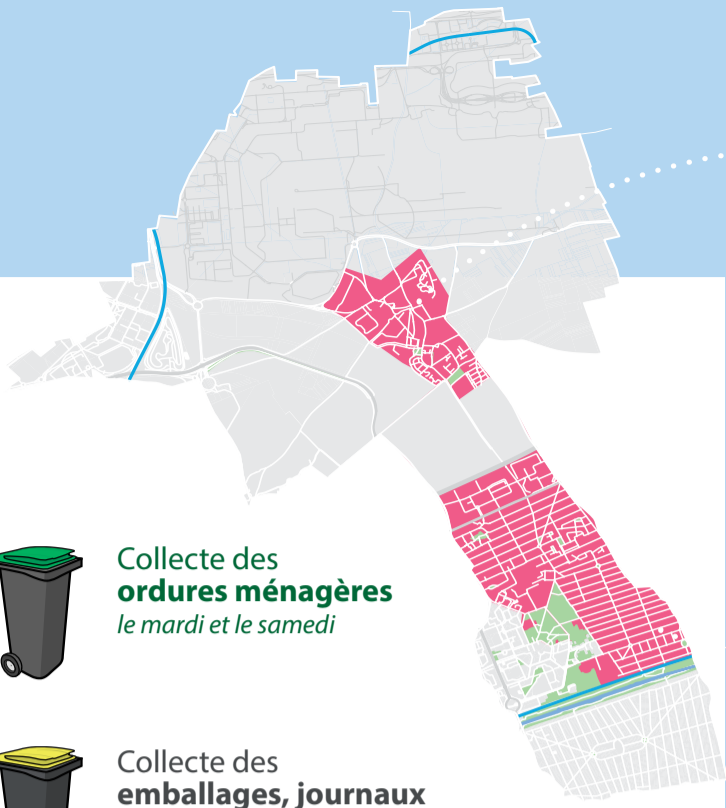 Collecte des
ordures ménagères
le mardi et le samedi
Collecte des
emballages, journaux